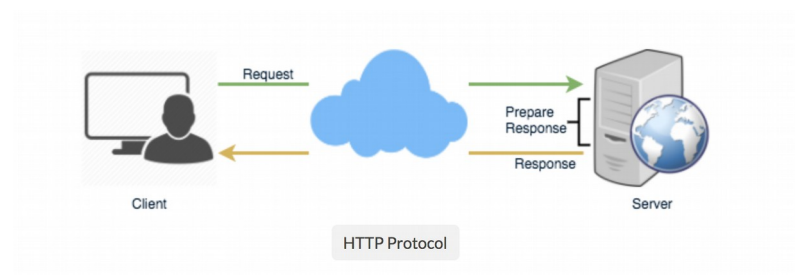 Request
Prepare
Response
Response
Client
Server
HTTP Protocol